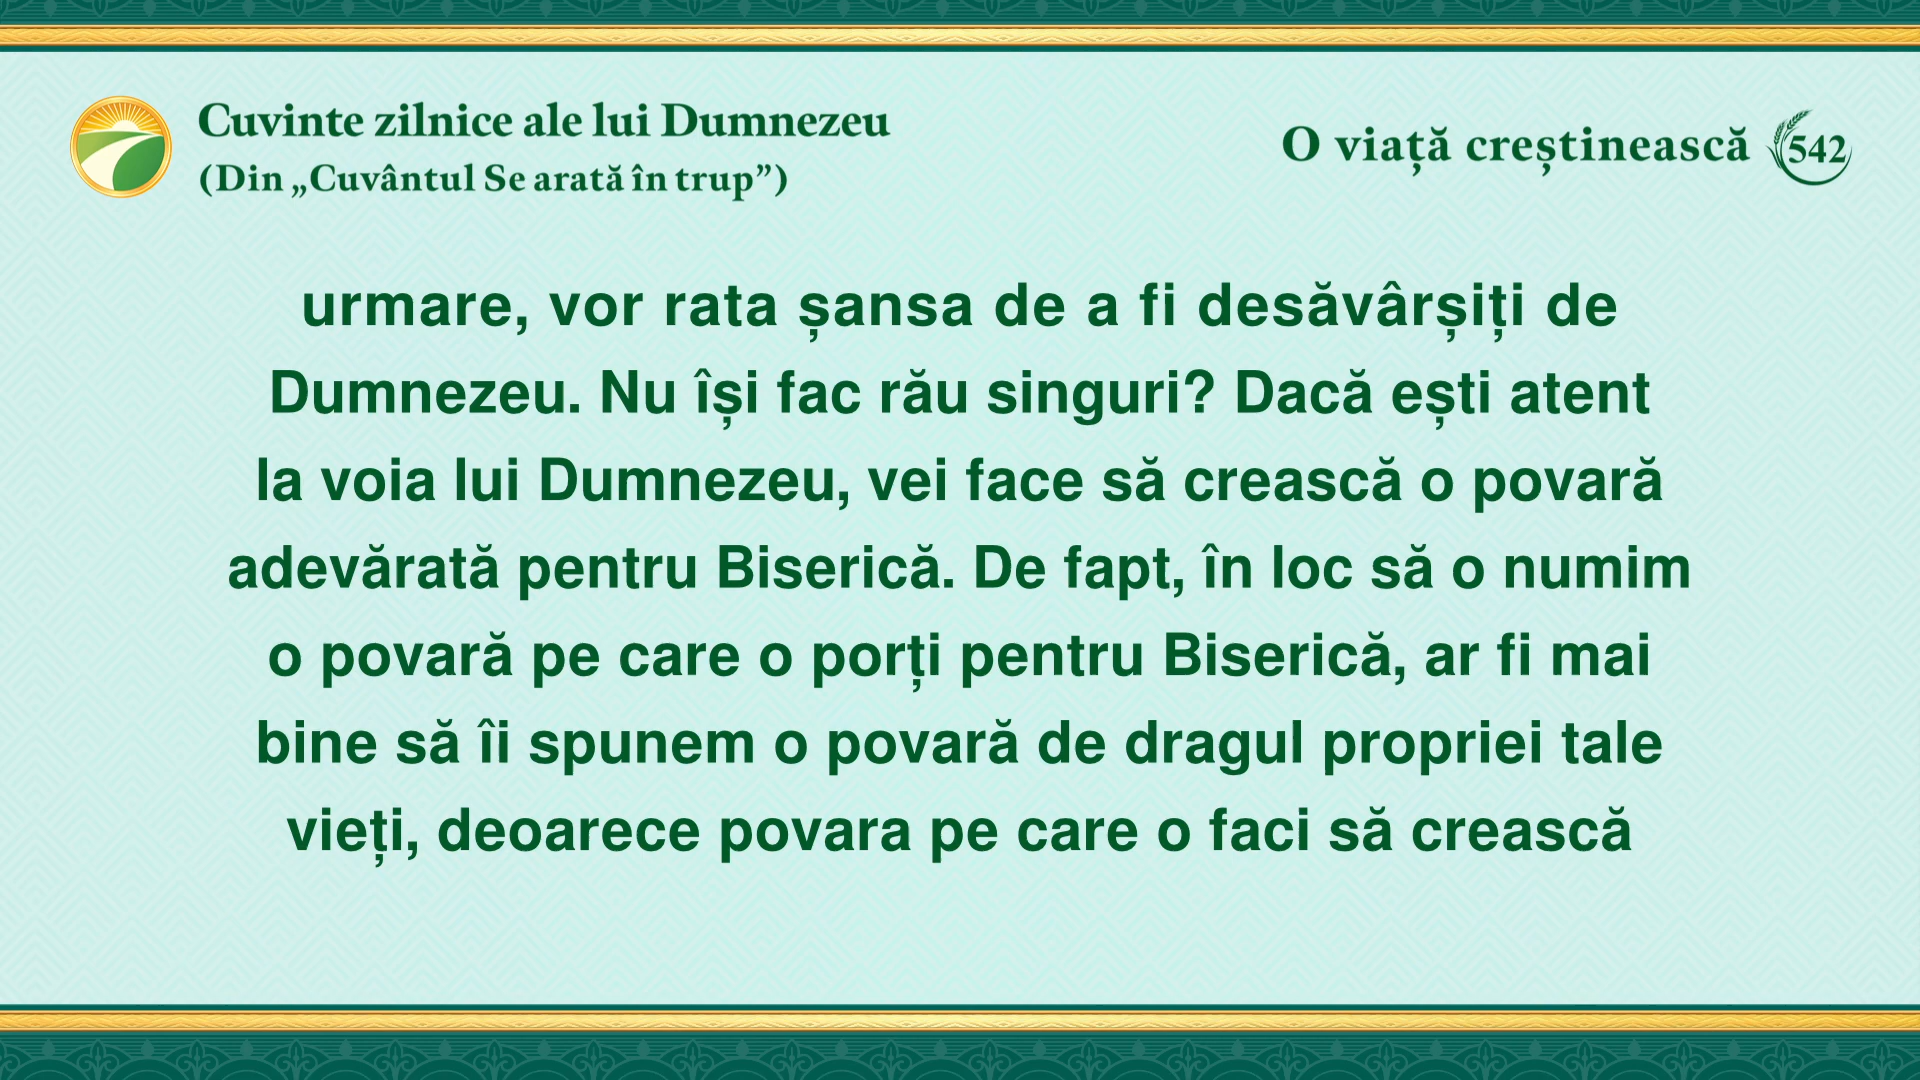 Cuvinte zilnice ale lui Dumnezeu
(Din „Cuvântul Se arată în trup”)
O viață creștinească 542
urmare, vor rata șansa de a fi desăvârșiți de
Dumnezeu. Nu își fac rău singuri? Dacă ești atent
la voia lui Dumnezeu, vei face să crească o povară
adevărată pentru Biserică. De fapt, în loc să o numim
o povară pe care o porți pentru Biserică, ar fi mai
bine să îi spunem o povară de dragul propriei tale
vieți, deoarece povara pe care o faci să crească